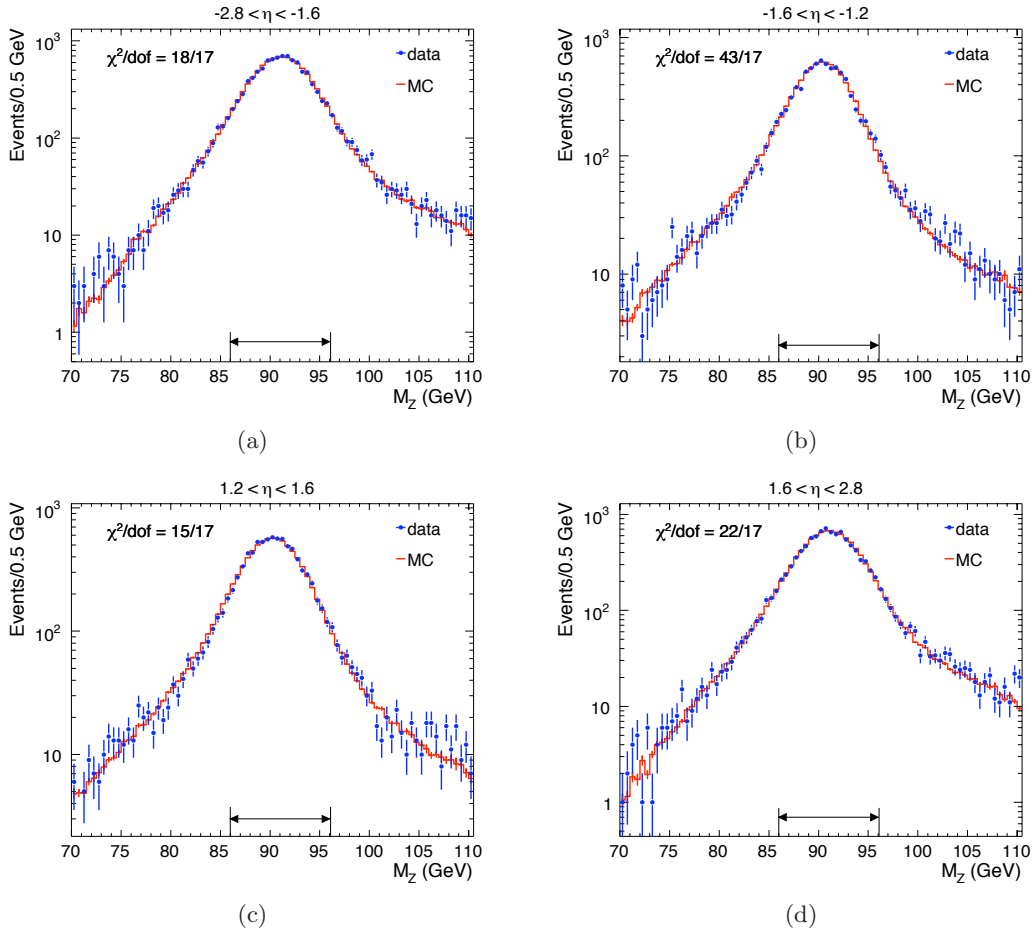 -2.8 < η < -1.6
Events/0.5 GeV
10³
10²
10
1
χ²/dof = 18/17
data
MC
70 75 80 85 90 95 100 105 110
M_Z (GeV)
(a)
-1.6 < η < -1.2
Events/0.5 GeV
10³
10²
10
χ²/dof = 43/17
data
MC
70 75 80 85 90 95 100 105 110
M_Z (GeV)
(b)
1.2 < η < 1.6
Events/0.5 GeV
10³
10²
10
χ²/dof = 15/17
data
MC
70 75 80 85 90 95 100 105 110
M_Z (GeV)
(c)
1.6 < η < 2.8
Events/0.5 GeV
10³
10²
10
1
χ²/dof = 22/17
data
MC
70 75 80 85 90 95 100 105 110
M_Z (GeV)
(d)